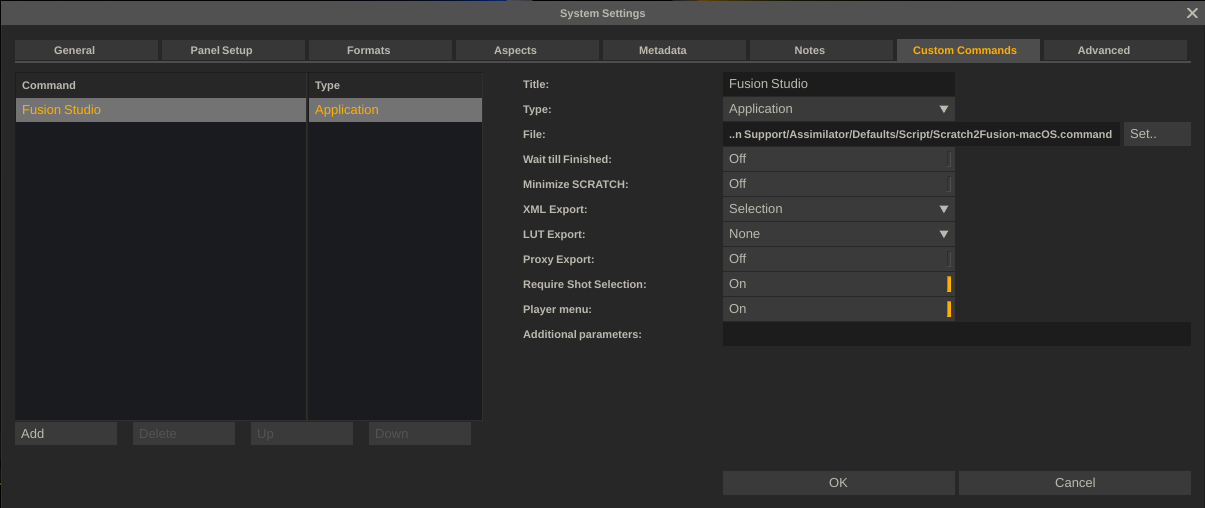 System Settings
General Panel Setup Formats Aspects Metadata Notes Custom Commands Advanced
Command Type
Fusion Studio Application
Add Delete Up Down
Title: Fusion Studio
Type: Application
File: ..n Support/Assimilator/Defaults/Script/Scratch2Fusion-macOS.command Set..
Wait till Finished: Off
Minimize SCRATCH: Off
XML Export: Selection
LUT Export: None
Proxy Export: Off
Require Shot Selection: On
Player menu: On
Additional parameters:
OK Cancel